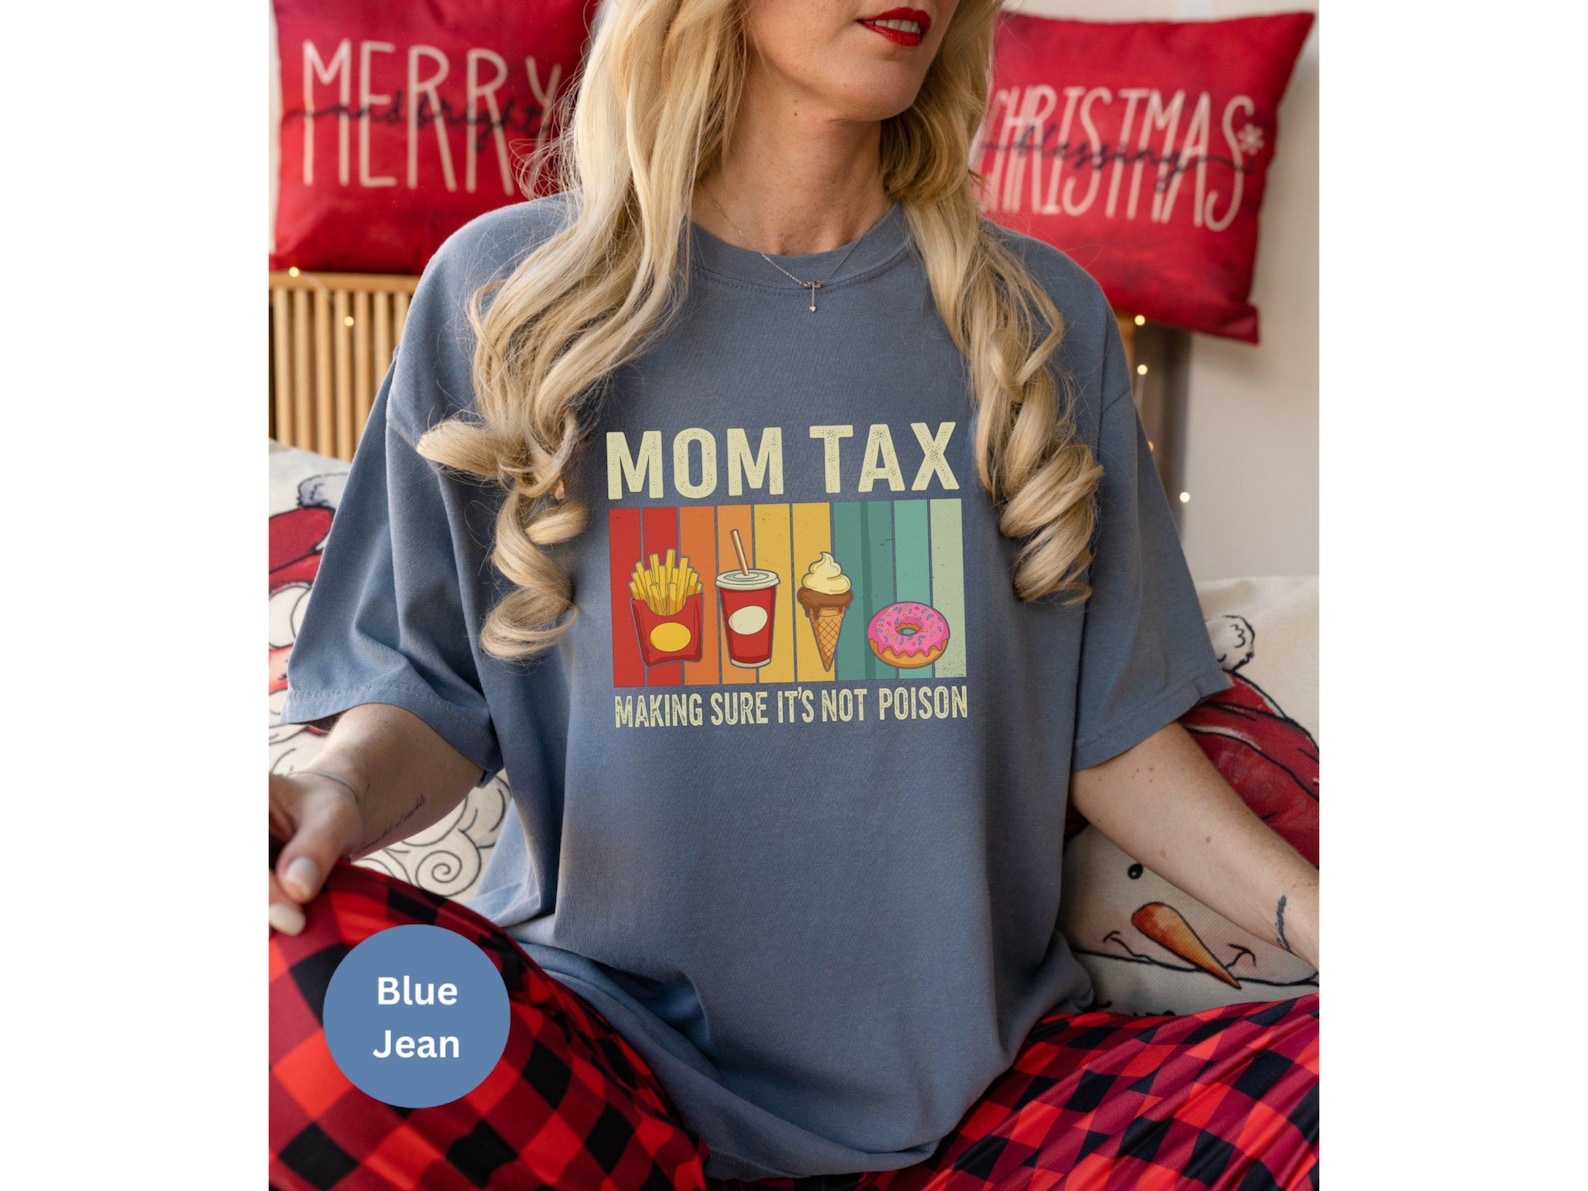 MERRY
and bright
CHRISTMAS
blessing
MOM TAX
MAKING SURE IT'S NOT POISON
Blue
Jean